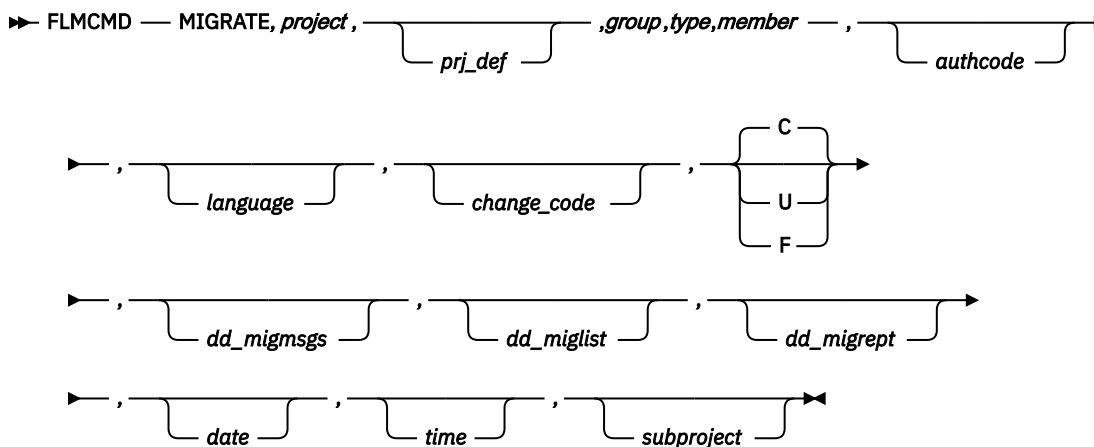 FLMCMD MIGRATE, project , ,group ,type,member ,
prj_def authcode
C
, , ,
language change_code U
F
, , ,
dd_migmsgs dd_miglist dd_migrept
, , ,
date time subproject